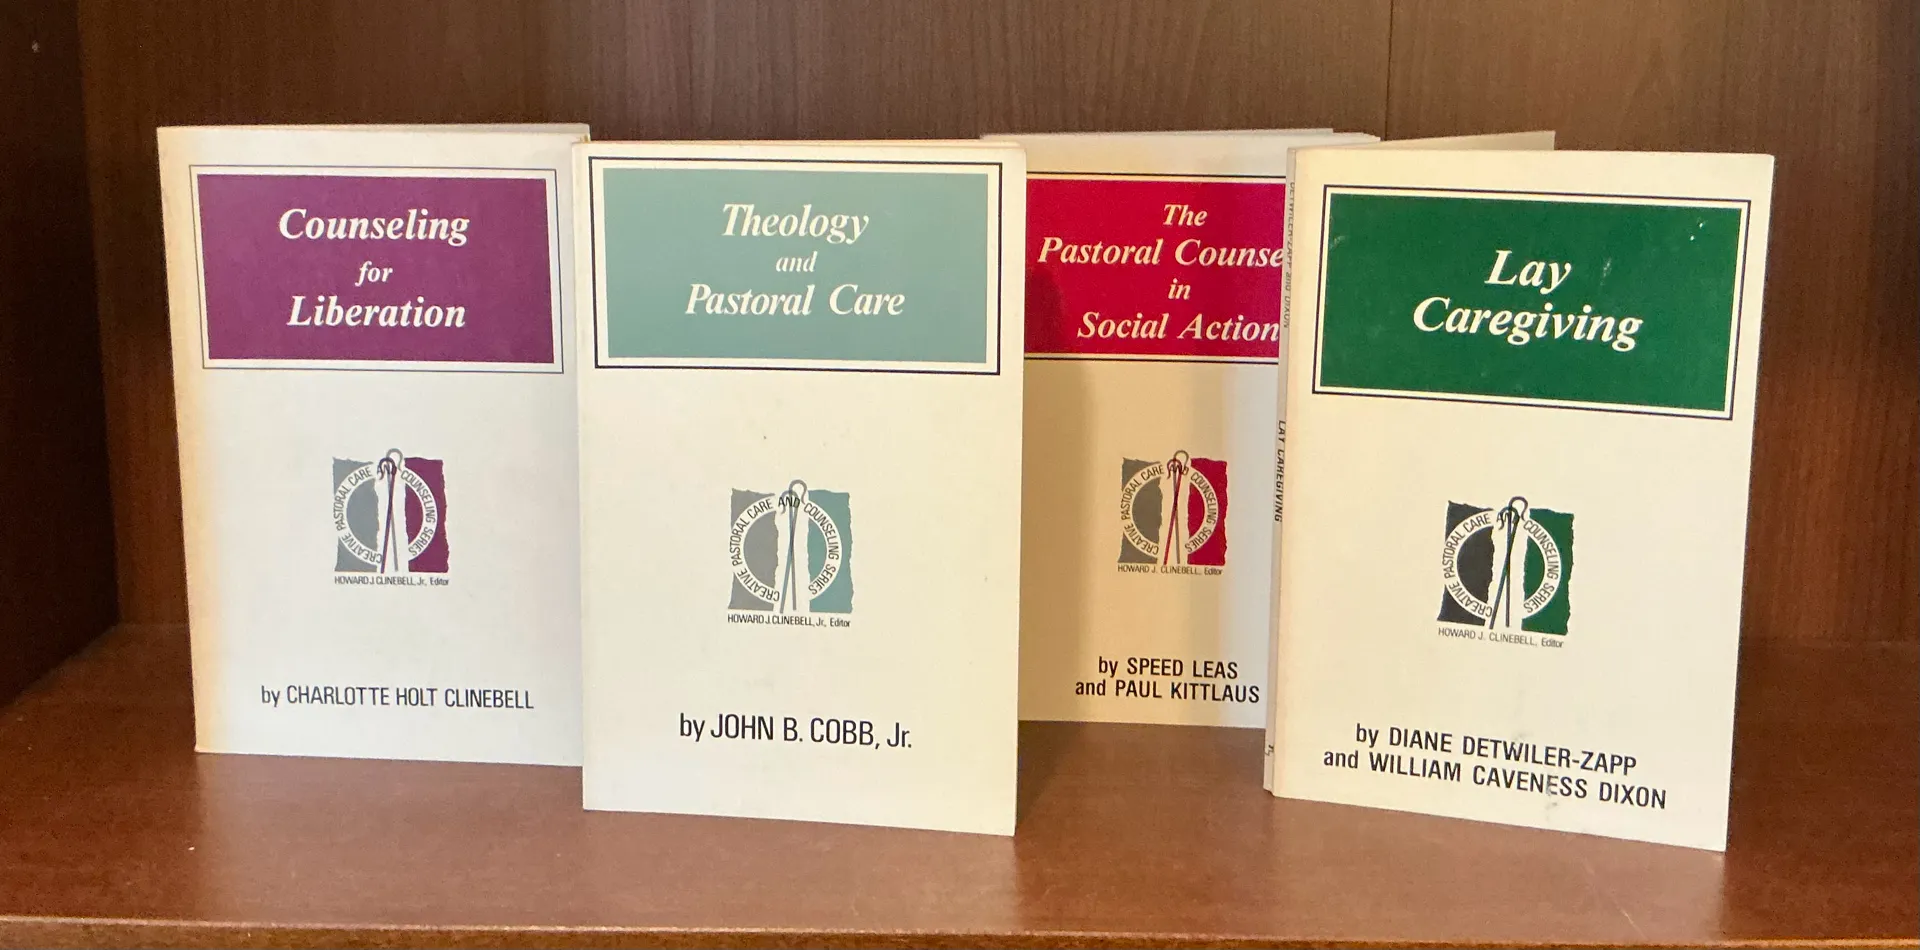 Counseling
for
Liberation
CREATIVE PASTORAL CARE AND COUNSELING SERIES
HOWARD J. CLINEBELL, Jr., Editor
by CHARLOTTE HOLT CLINEBELL
Theology
and
Pastoral Care
CREATIVE PASTORAL CARE AND COUNSELING SERIES
HOWARD J. CLINEBELL, Jr., Editor
by JOHN B. COBB, Jr.
The
Pastoral Counse
in
Social Action
CREATIVE PASTORAL CARE AND COUNSELING SERIES
HOWARD J. CLINEBELL, Editor
by SPEED LEAS
and PAUL KITTLAUS
DETWILER-ZAPP and DIXON
LAY CAREGIVING
Lay
Caregiving
CREATIVE PASTORAL CARE AND COUNSELING SERIES
HOWARD J. CLINEBELL, Editor
by DIANE DETWILER-ZAPP
and WILLIAM CAVENESS DIXON